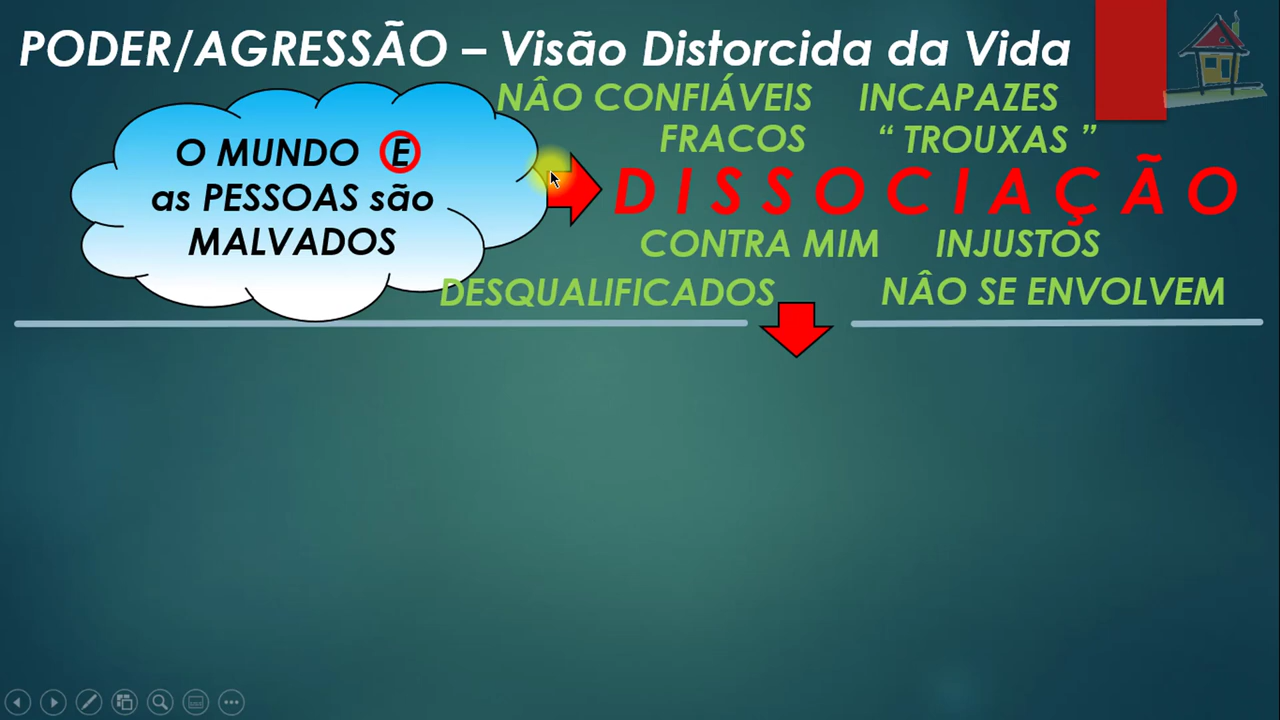 PODER/AGRESSÃO – Visão Distorcida da Vida
NÂO CONFIÁVEIS INCAPAZES
FRACOS “ TROUXAS ”
O MUNDO E
as PESSOAS são
MALVADOS
D I S S O C I A Ç Ã O
CONTRA MIM INJUSTOS
DESQUALIFICADOS NÂO SE ENVOLVEM